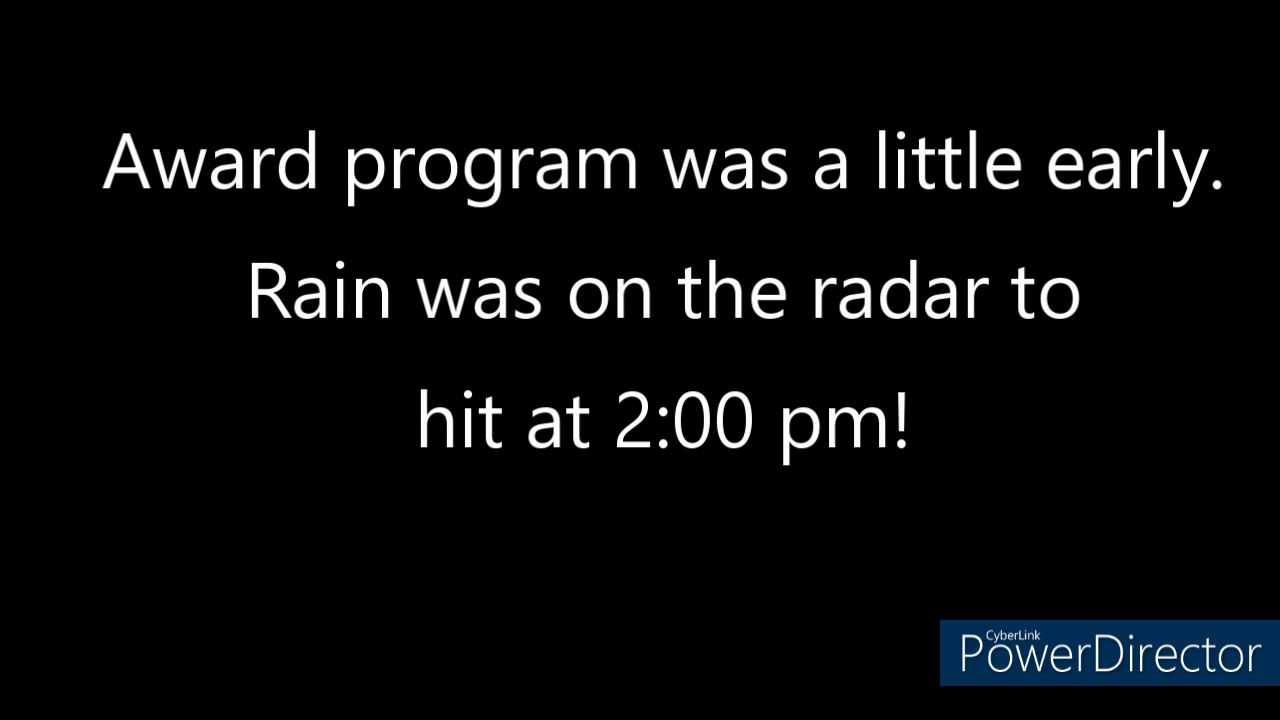 Award program was a little early.
Rain was on the radar to
hit at 2:00 pm!
CyberLink
PowerDirector